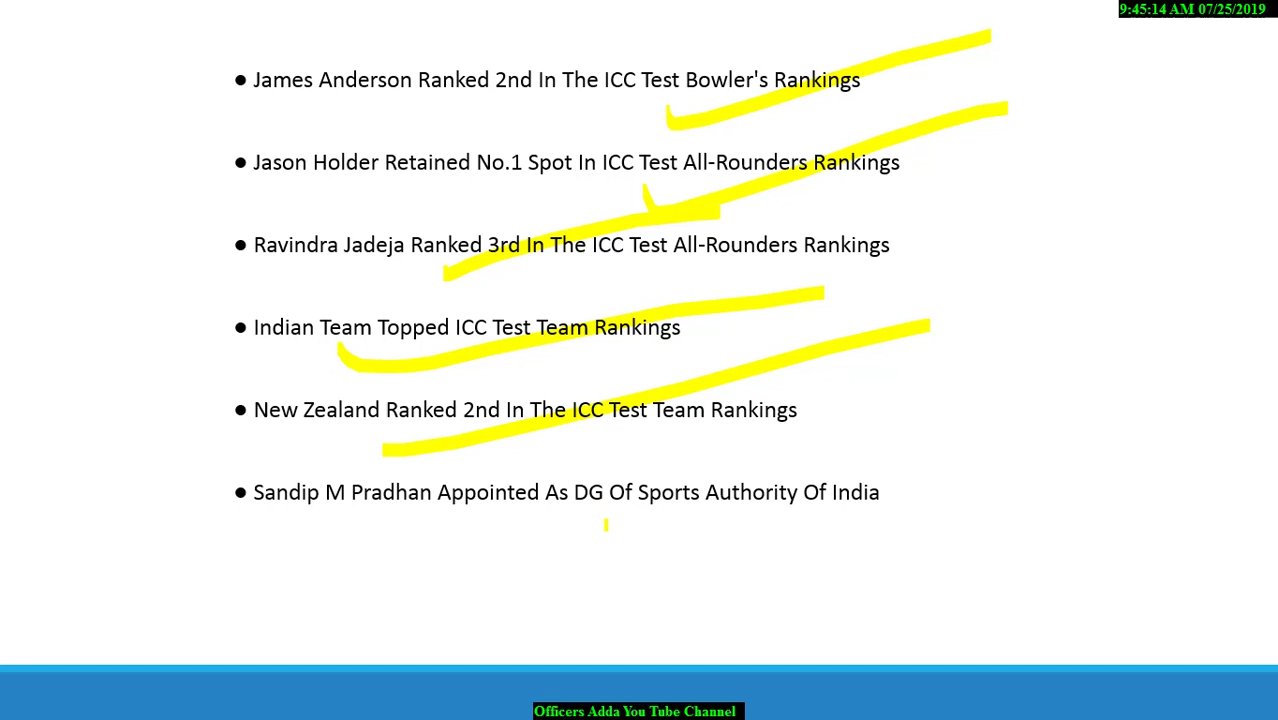 9:45:14 AM 07/25/2019
● James Anderson Ranked 2nd In The ICC Test Bowler's Rankings
● Jason Holder Retained No.1 Spot In ICC Test All-Rounders Rankings
● Ravindra Jadeja Ranked 3rd In The ICC Test All-Rounders Rankings
● Indian Team Topped ICC Test Team Rankings
● New Zealand Ranked 2nd In The ICC Test Team Rankings
● Sandip M Pradhan Appointed As DG Of Sports Authority Of India
Officers Adda You Tube Channel